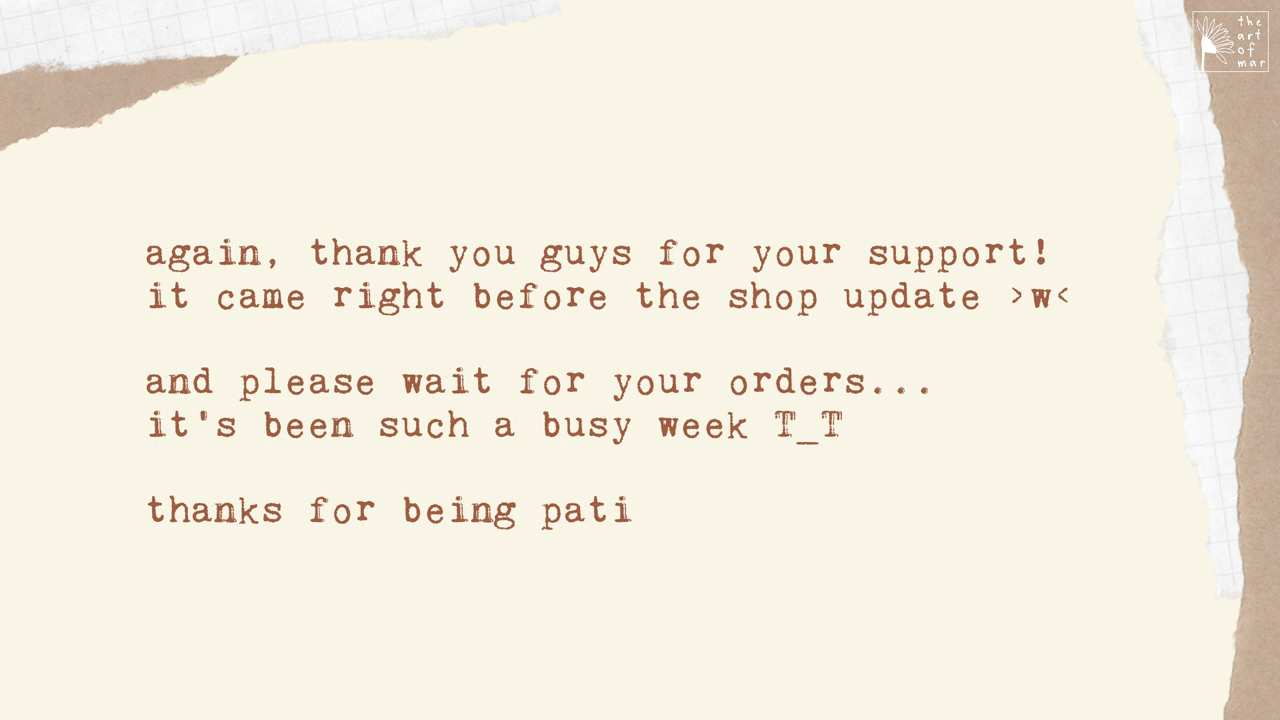 the
art
of
mar
again, thank you guys for your support!
it came right before the shop update >w<
and please wait for your orders...
it's been such a busy week T_T
thanks for being pati